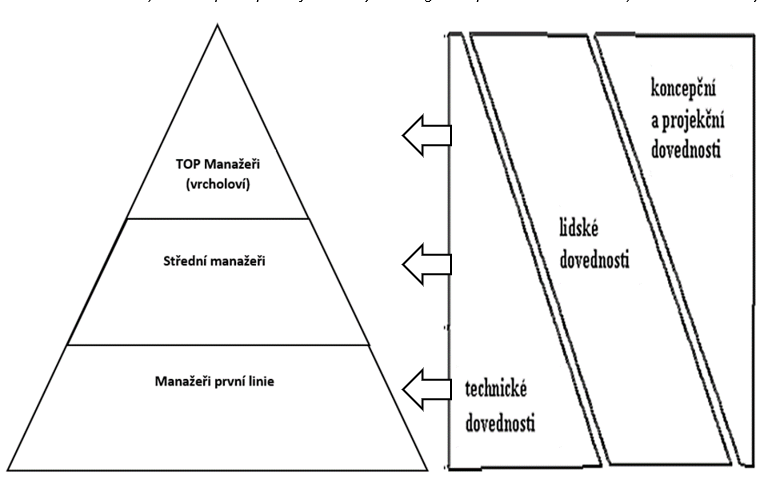 TOP Manažeři
(vrcholoví)
Střední manažeři
Manažeři první linie
koncepční
a projekční
dovednosti
lidské
dovednosti
technické
dovednosti